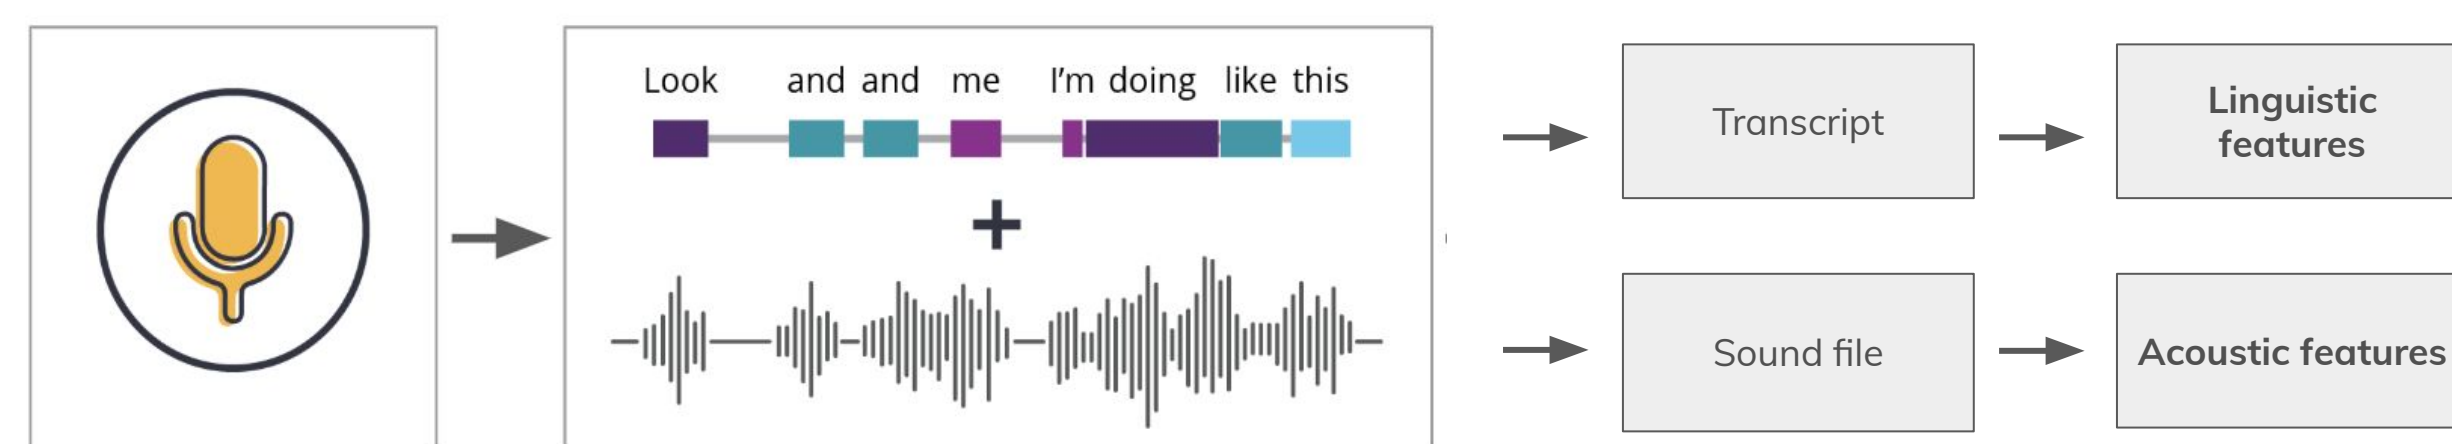 Look and and me I'm doing like this
Transcript
Linguistic
features
Sound file
Acoustic features